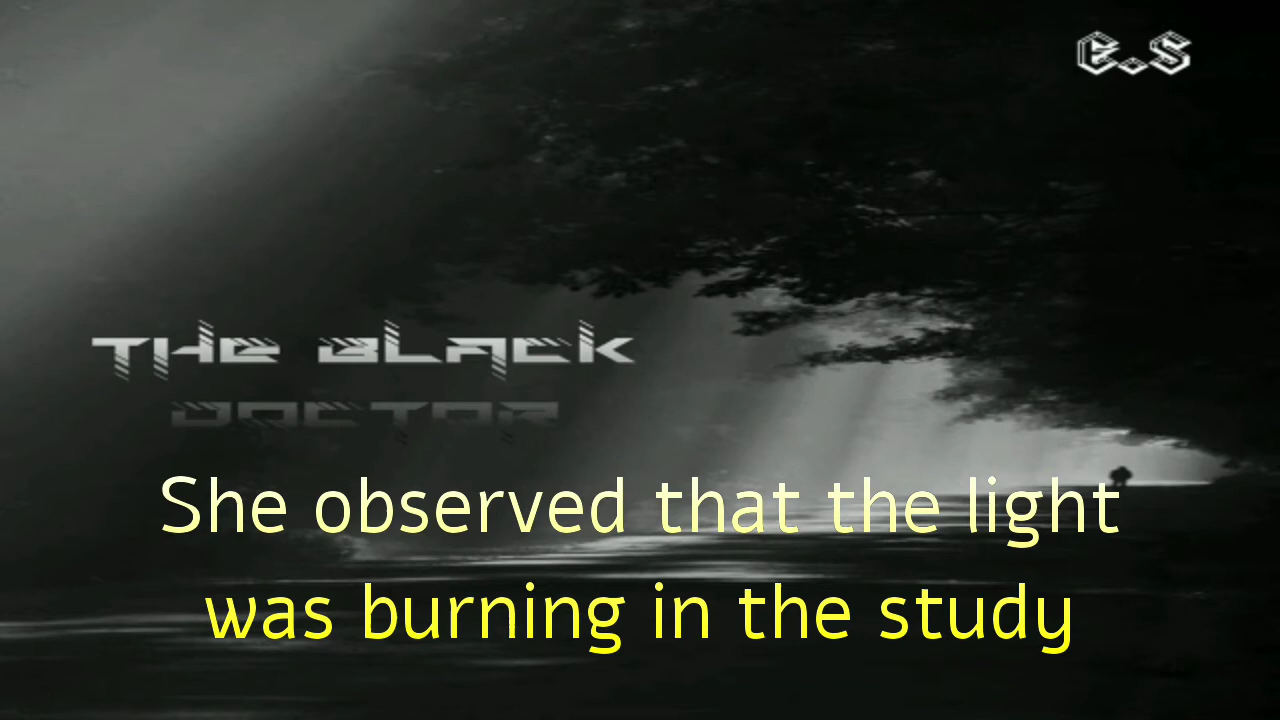 e.s
THE BLACK
DOCTOR
She observed that the light
was burning in the study